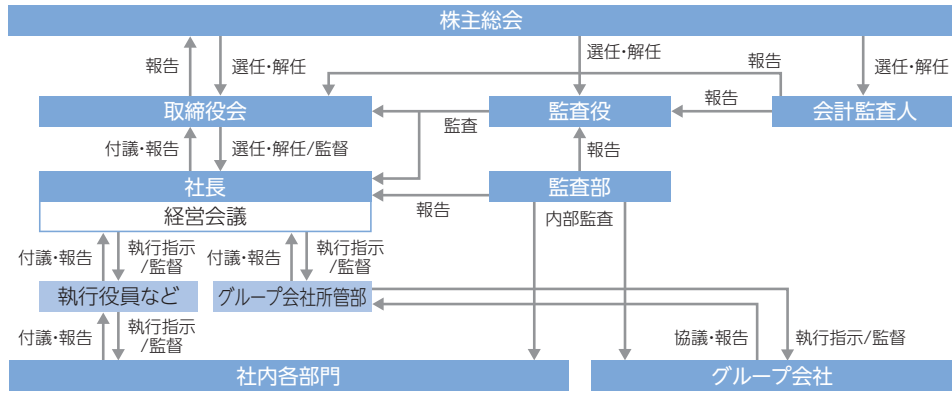 株主総会
報告
選任・解任
選任・解任
報告
選任・解任
取締役会
監査
監査役
報告
会計監査人
付議・報告
選任・解任/監督
報告
社長
監査部
経営会議
報告
内部監査
付議・報告
執行指示
/監督
付議・報告
執行指示
/監督
執行役員など
グループ会社所管部
付議・報告
執行指示
/監督
協議・報告
執行指示/監督
社内各部門
グループ会社